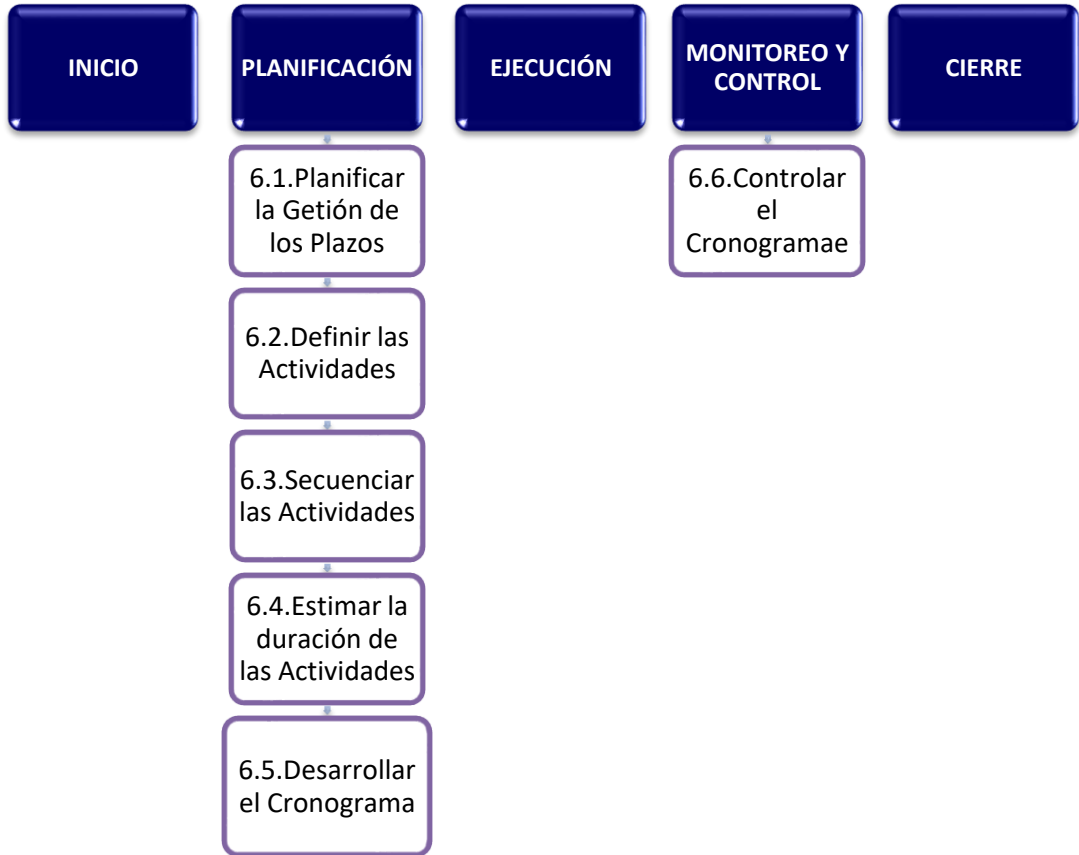 INICIO
PLANIFICACIÓN
EJECUCIÓN
MONITOREO Y
CONTROL
CIERRE
6.1.Planificar
la Getión de
los Plazos
6.2.Definir las
Actividades
6.3.Secuenciar
las Actividades
6.4.Estimar la
duración de
las Actividades
6.5.Desarrollar
el Cronograma
6.6.Controlar
el
Cronogramae